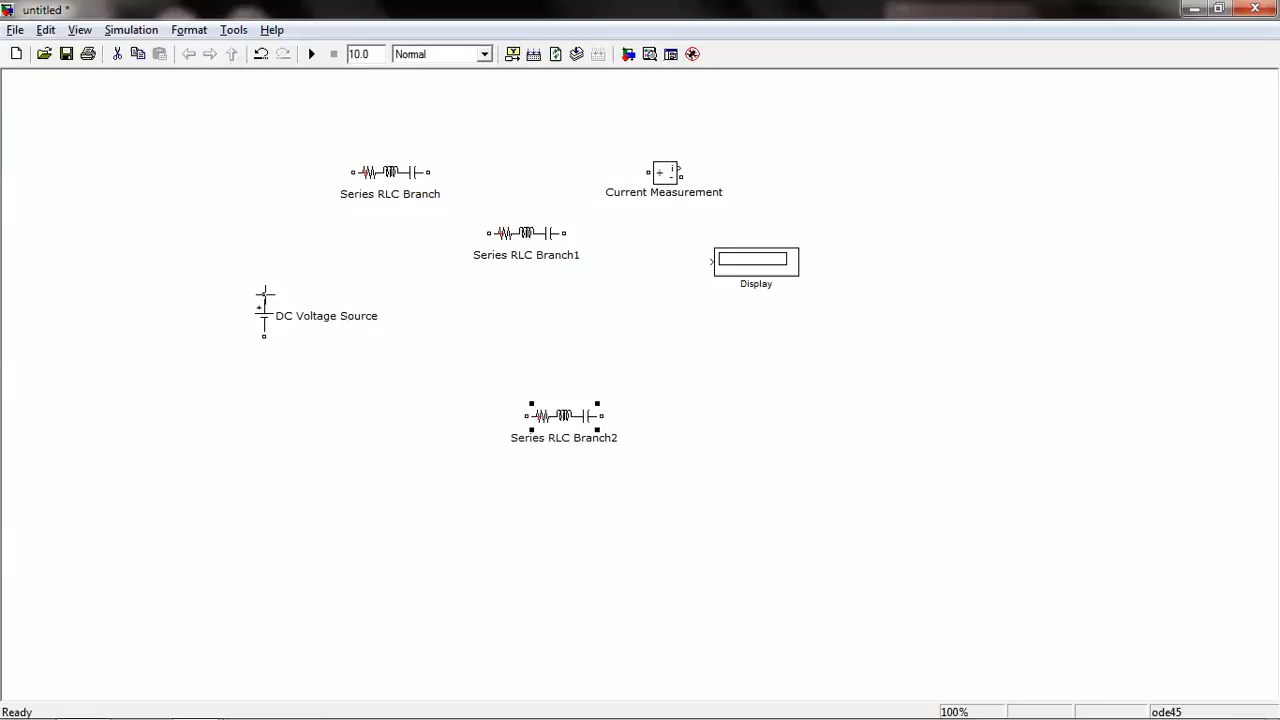 untitled *
File Edit View Simulation Format Tools Help
10.0 Normal
Series RLC Branch
+ i -
Current Measurement
Series RLC Branch1
Display
+
DC Voltage Source
Series RLC Branch2
Ready 100% ode45